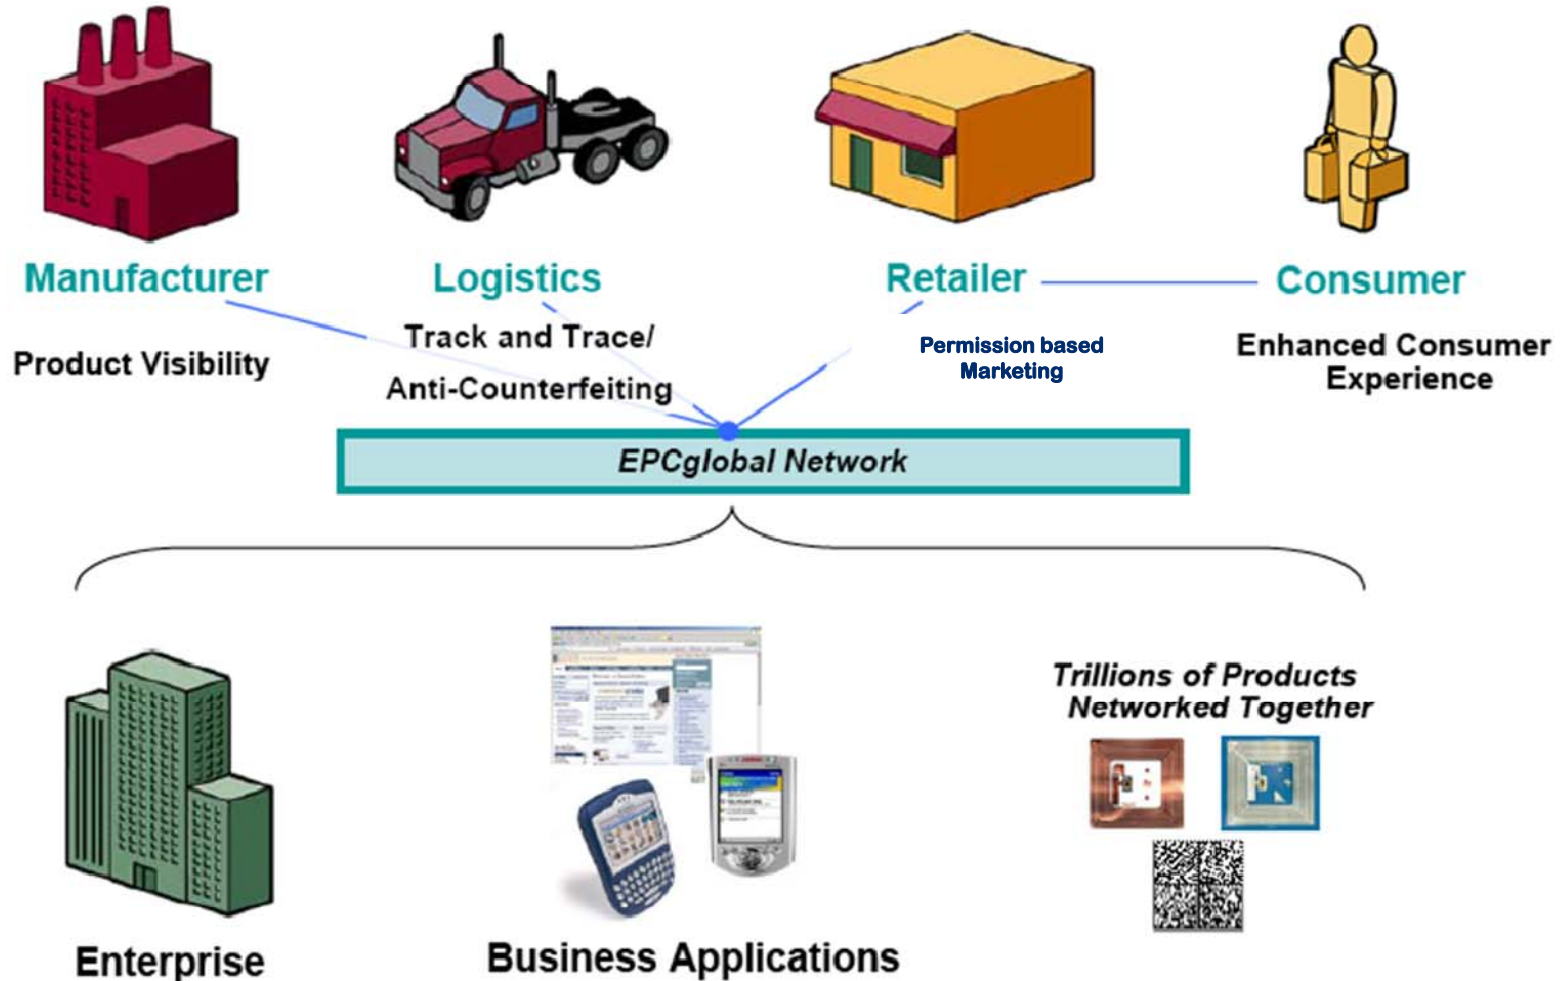 Manufacturer
Logistics
Retailer
Consumer
Product Visibility
Track and Trace/
Anti-Counterfeiting
Permission based
Marketing
Enhanced Consumer
Experience
EPCglobal Network
Trillions of Products
Networked Together
Enterprise
Business Applications